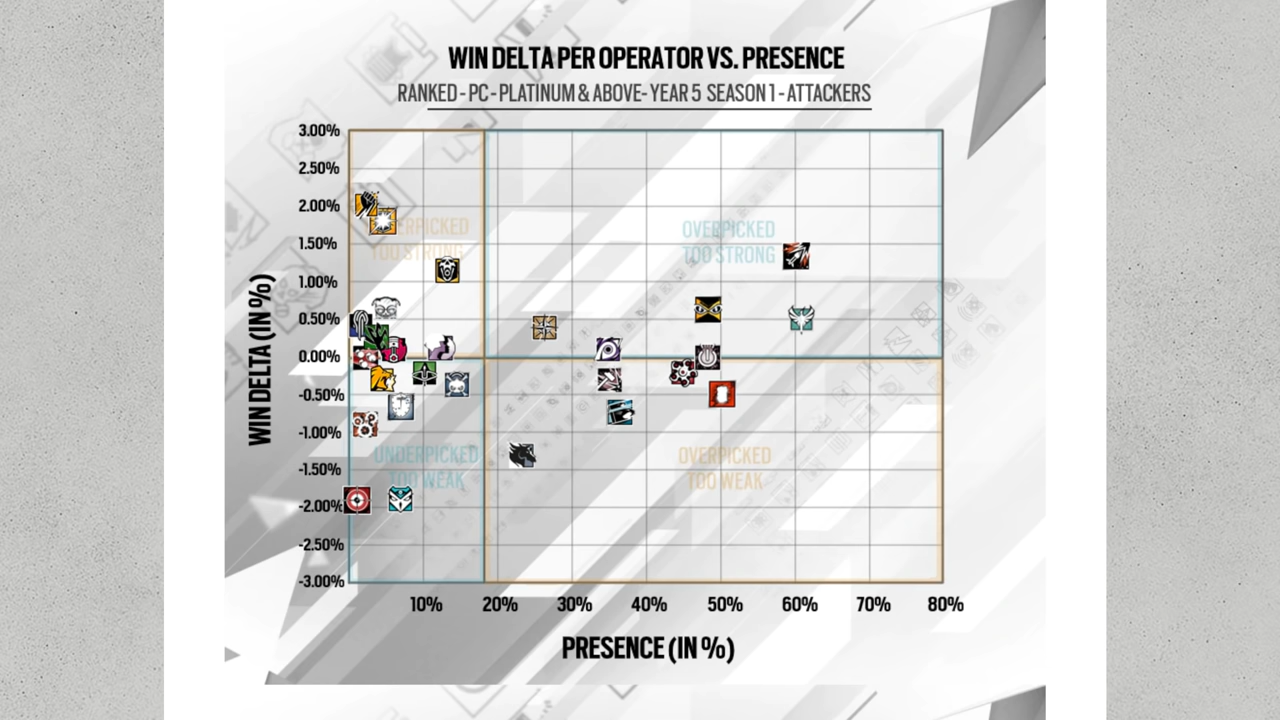 WIN DELTA PER OPERATOR VS. PRESENCE
RANKED - PC - PLATINUM & ABOVE - YEAR 5 SEASON 1 - ATTACKERS
WIN DELTA (IN %)
3.00%
2.50%
2.00%
1.50%
1.00%
0.50%
0.00%
-0.50%
-1.00%
-1.50%
-2.00%
-2.50%
-3.00%
ERPICKED
TOO STRONG
OVERPICKED
TOO STRONG
UNDERPICKED
TOO WEAK
OVERPICKED
TOO WEAK
10%
20%
30%
40%
50%
60%
70%
80%
PRESENCE (IN %)